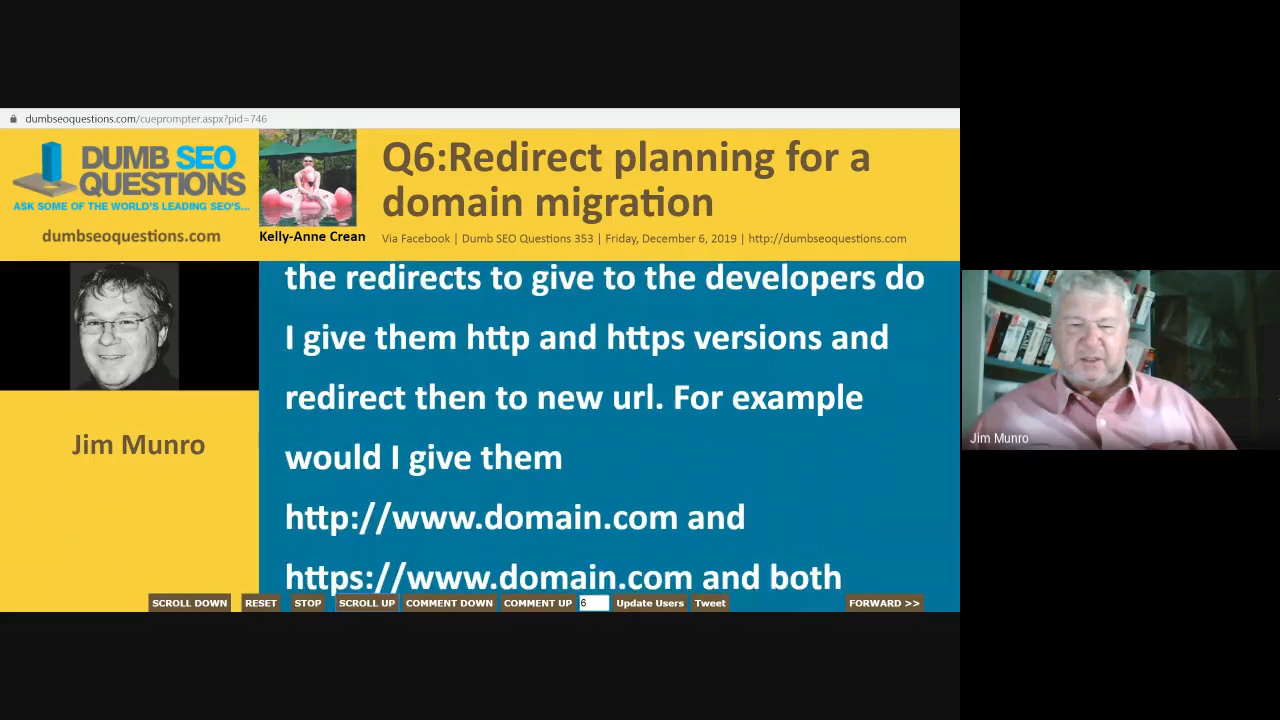 dumbseoquestions.com/cueprompter.aspx?pid=746
DUMB SEO
QUESTIONS
ASK SOME OF THE WORLD'S LEADING SEO'S...
dumbseoquestions.com
Kelly-Anne Crean
Q6:Redirect planning for a
domain migration
Via Facebook | Dumb SEO Questions 353 | Friday, December 6, 2019 | http://dumbseoquestions.com
Jim Munro
the redirects to give to the developers do
I give them http and https versions and
redirect then to new url. For example
would I give them
http://www.domain.com and
https://www.domain.com and both
SCROLL DOWN RESET STOP SCROLL UP COMMENT DOWN COMMENT UP 6 Update Users Tweet FORWARD >>
Jim Munro